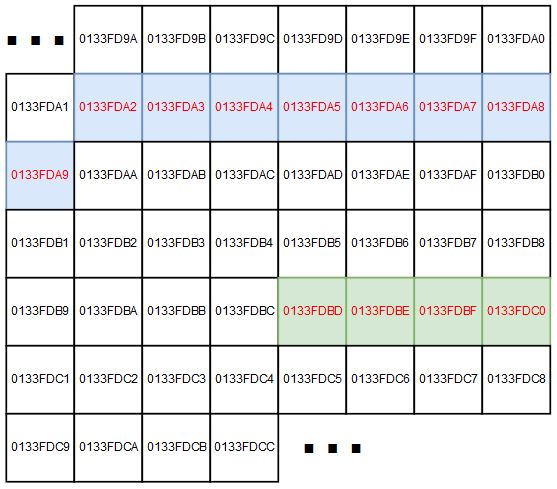 0133FD9A 0133FD9B 0133FD9C 0133FD9D 0133FD9E 0133FD9F 0133FDA0
0133FDA1 0133FDA2 0133FDA3 0133FDA4 0133FDA5 0133FDA6 0133FDA7 0133FDA8
0133FDA9 0133FDAA 0133FDAB 0133FDAC 0133FDAD 0133FDAE 0133FDAF 0133FDB0
0133FDB1 0133FDB2 0133FDB3 0133FDB4 0133FDB5 0133FDB6 0133FDB7 0133FDB8
0133FDB9 0133FDBA 0133FDBB 0133FDBC 0133FDBD 0133FDBE 0133FDBF 0133FDC0
0133FDC1 0133FDC2 0133FDC3 0133FDC4 0133FDC5 0133FDC6 0133FDC7 0133FDC8
0133FDC9 0133FDCA 0133FDCB 0133FDCC